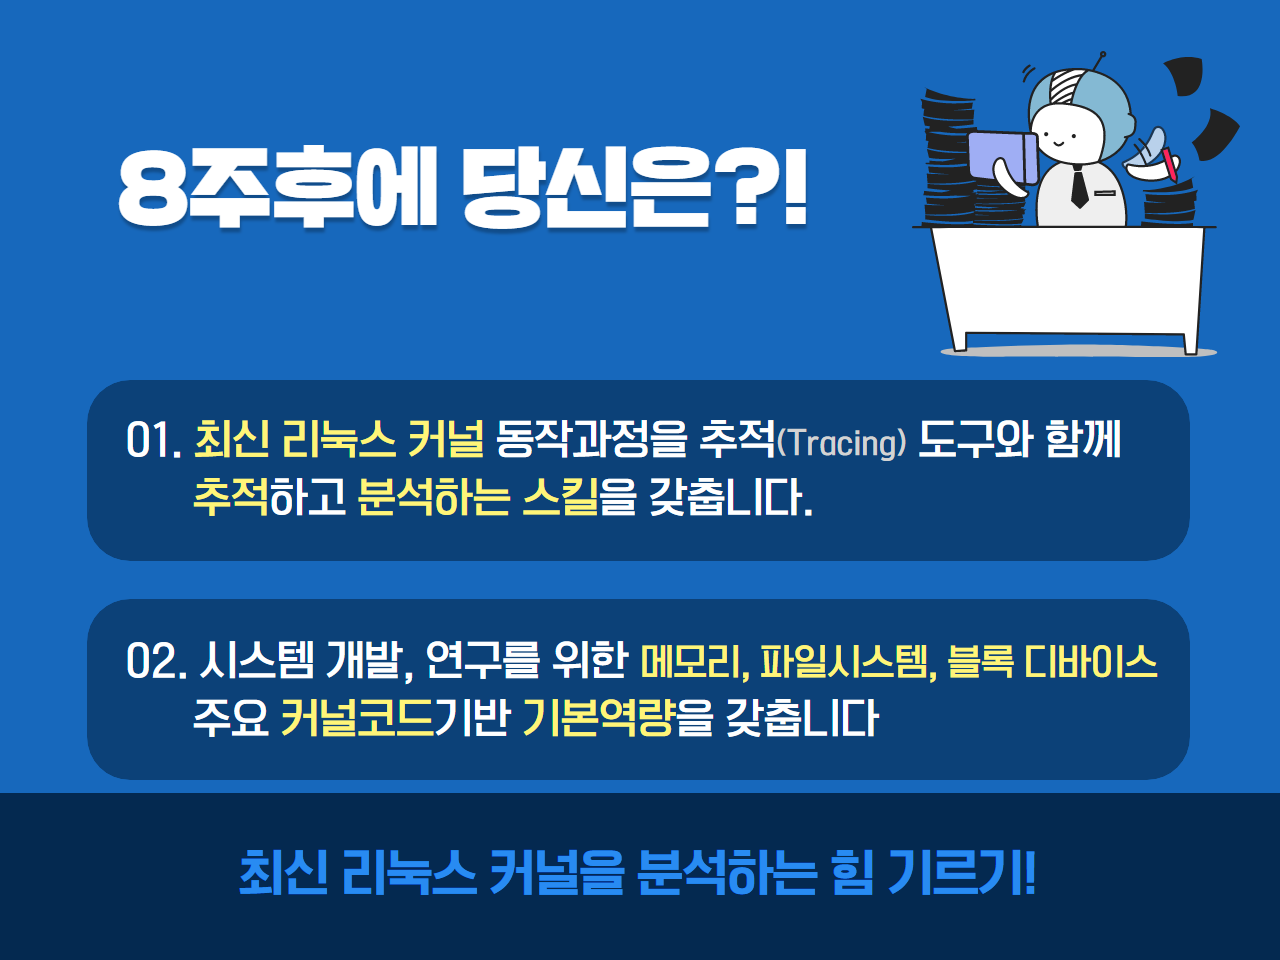 8주후에 당신은?!
01. 최신 리눅스 커널 동작과정을 추적(Tracing) 도구와 함께
추적하고 분석하는 스킬을 갖춥니다.
02. 시스템 개발, 연구를 위한 메모리, 파일시스템, 블록 디바이스
주요 커널코드기반 기본역량을 갖춥니다
최신 리눅스 커널을 분석하는 힘 기르기!